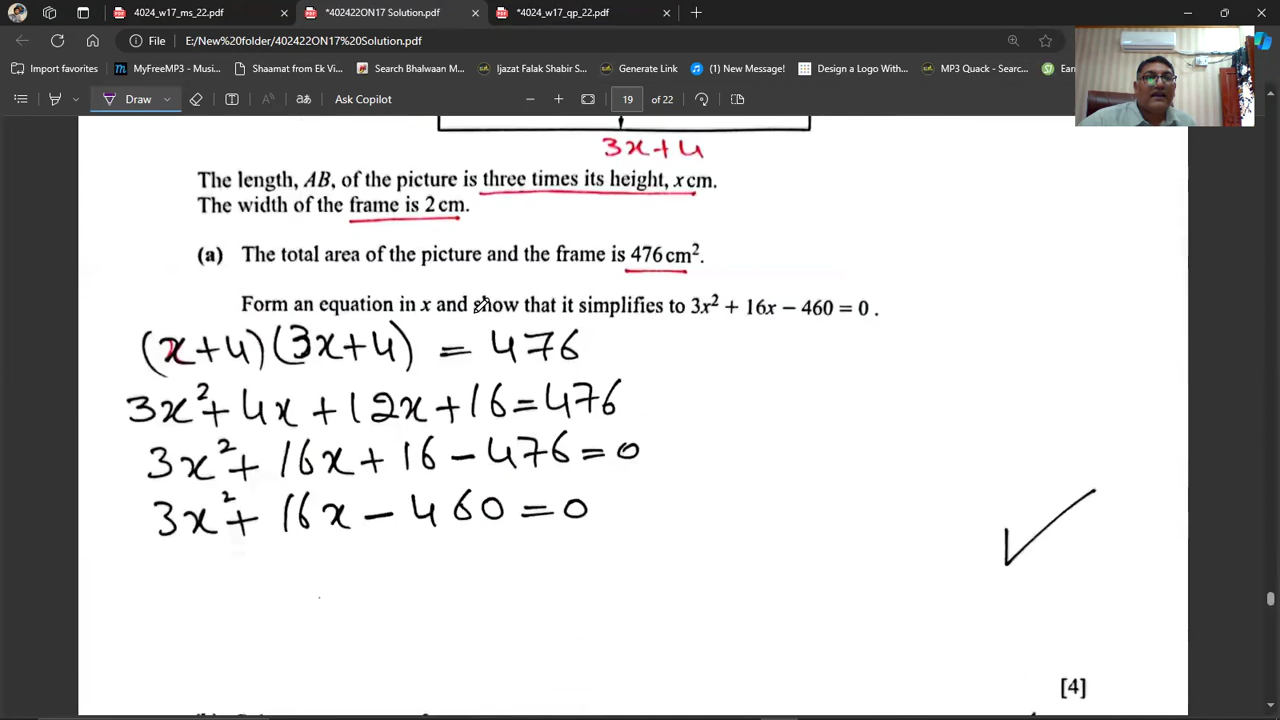 4024_w17_ms_22.pdf
*402422ON17 Solution.pdf
*4024_w17_qp_22.pdf
File
E:/New%20folder/402422ON17%20Solution.pdf
Import favorites
MyFreeMP3 - Musi...
Shaamat from Ek Vi...
Search Bhalwaan M...
Ijazat Falak Shabir S...
Generate Link
(1) New Message!
Design a Logo With...
MP3 Quack - Searc...
Draw
Ask Copilot
19 of 22
3x+4
The length, AB, of the picture is three times its height, x cm.
The width of the frame is 2 cm.
(a) The total area of the picture and the frame is 476 cm².
Form an equation in x and show that it simplifies to 3x² + 16x − 460 = 0 .
(x+4)(3x+4) = 476
3x²+ 4x + 12x + 16 = 476
3x²+ 16x + 16 − 476 = 0
3x²+ 16x − 460 = 0
[4]